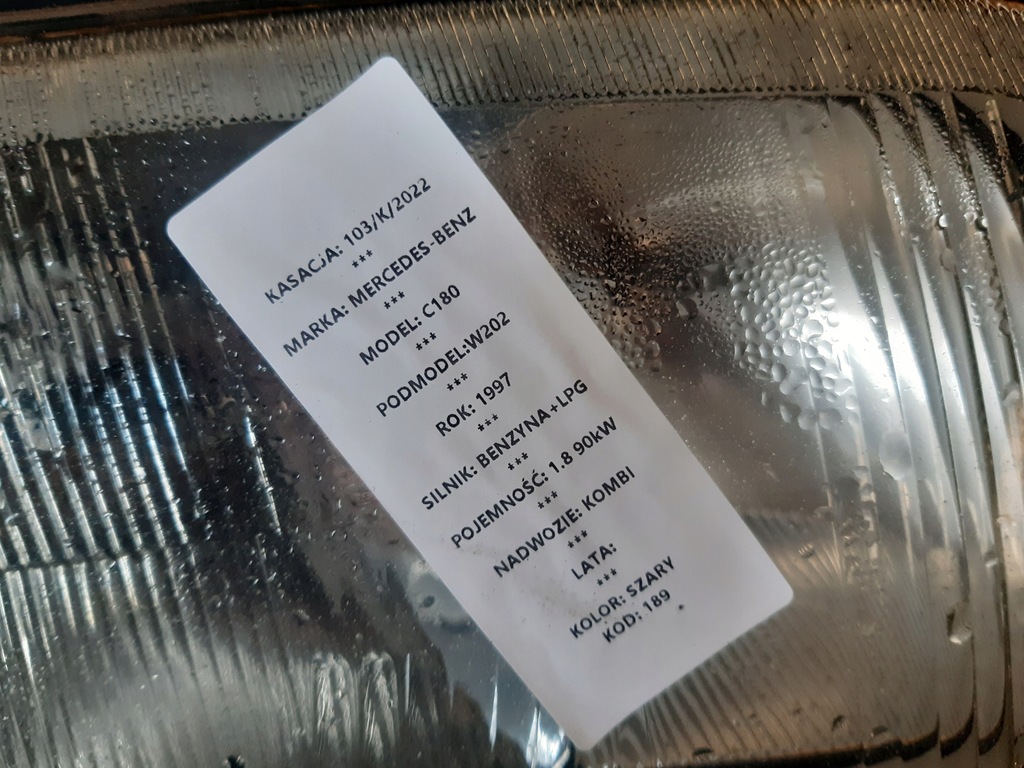 KASACJA: 103/K/2022
***
MARKA: MERCEDES-BENZ
***
MODEL: C180
***
PODMODEL:W202
***
ROK: 1997
***
SILNIK: BENZYNA +LPG
***
POJEMNOŚĆ: 1.8 90kW
***
NADWOZIE: KOMBI
***
LATA:
***
KOLOR: SZARY
KOD: 189